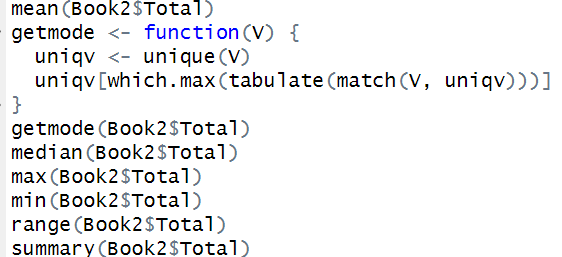 mean(Book2$Total)
getmode <- function(V) {
  uniqv <- unique(V)
  uniqv[which.max(tabulate(match(V, uniqv)))]
}
getmode(Book2$Total)
median(Book2$Total)
max(Book2$Total)
min(Book2$Total)
range(Book2$Total)
summary(Book2$Total)